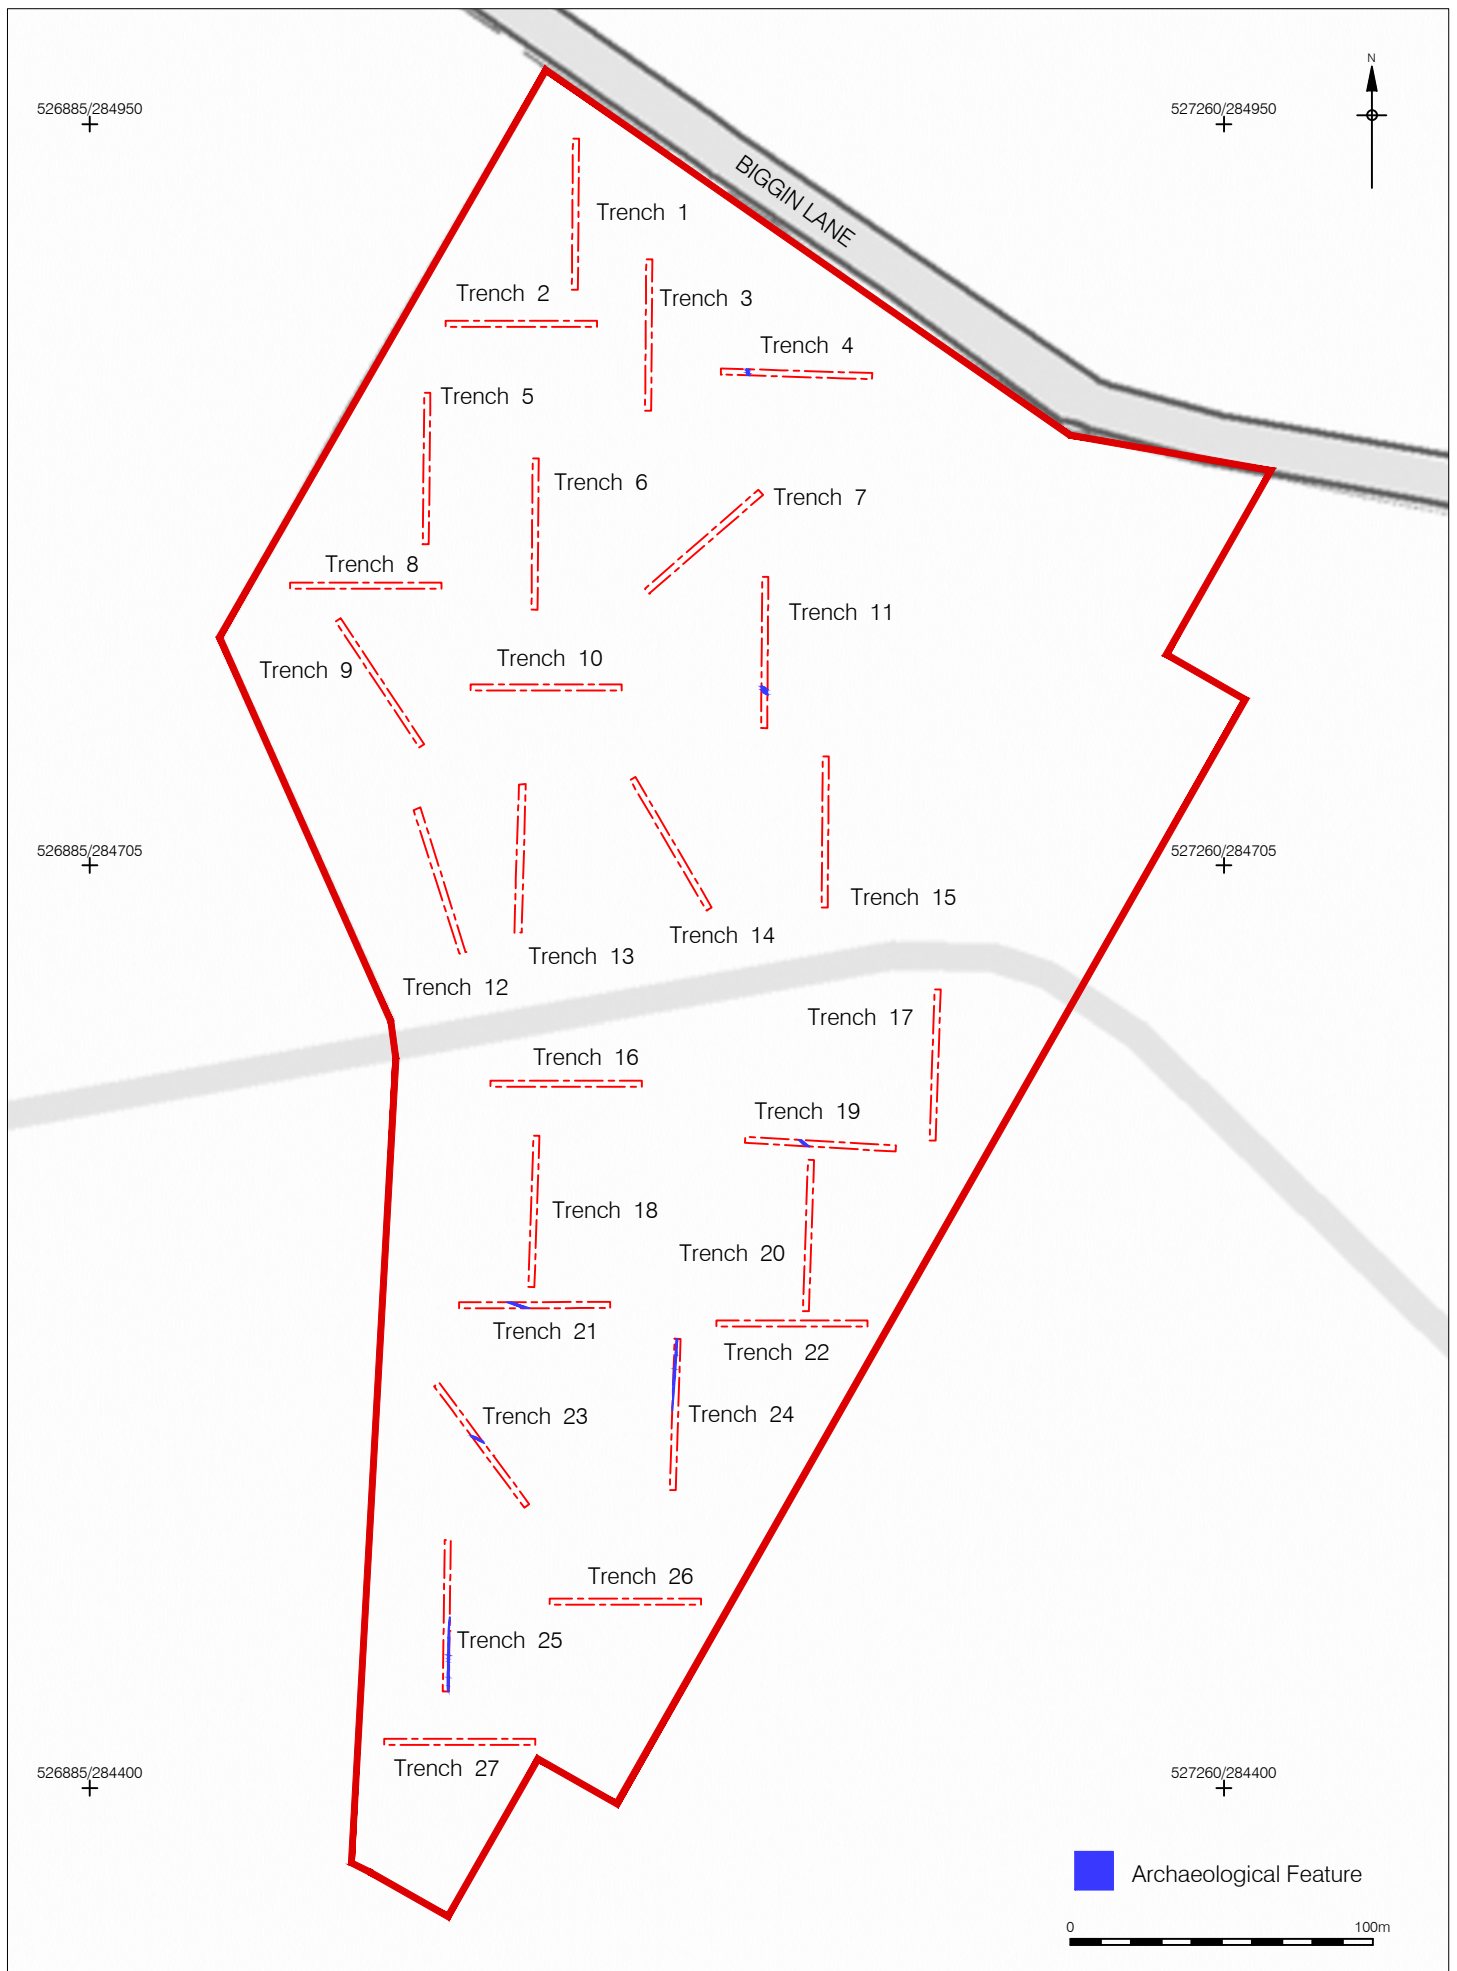 N
526885/284950
527260/284950
BIGGIN LANE
Trench 1
Trench 2
Trench 3
Trench 4
Trench 5
Trench 6
Trench 7
Trench 8
Trench 11
Trench 10
Trench 9
526885/284705
527260/284705
Trench 15
Trench 14
Trench 13
Trench 12
Trench 17
Trench 16
Trench 19
Trench 18
Trench 20
Trench 21
Trench 22
Trench 23
Trench 24
Trench 26
Trench 25
Trench 27
526885/284400
527260/284400
Archaeological Feature
0 100m